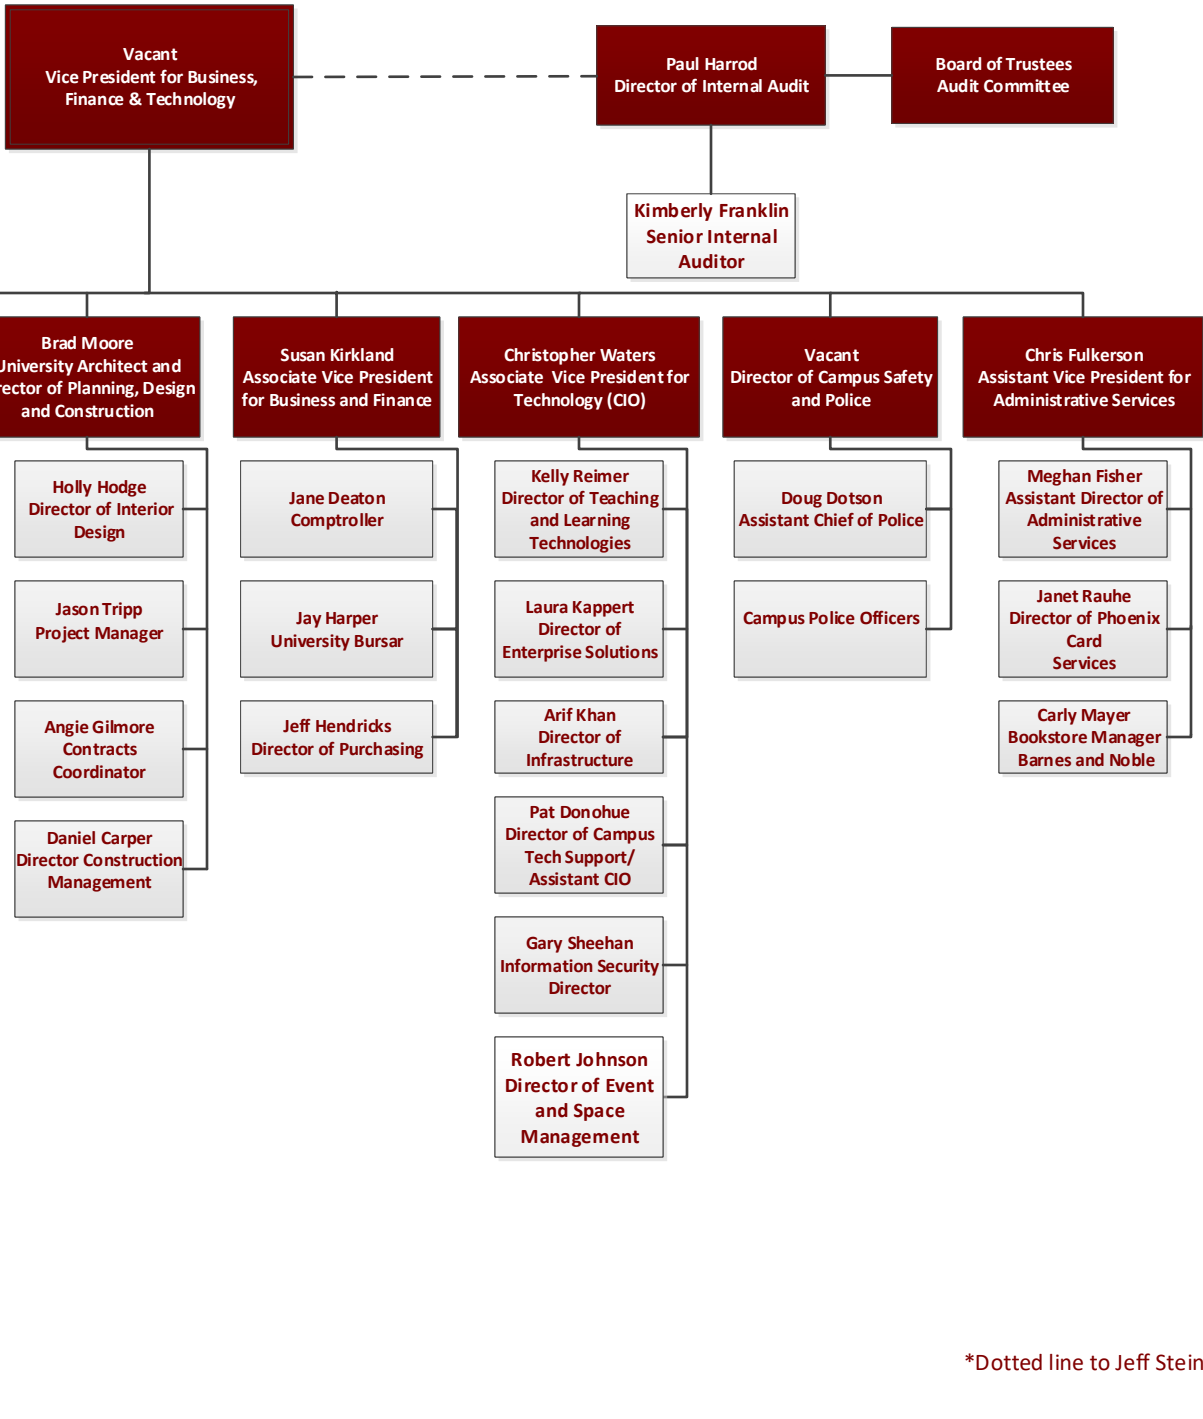 Vacant
Vice President for Business,
Finance & Technology
Paul Harrod
Director of Internal Audit
Board of Trustees
Audit Committee
Kimberly Franklin
Senior Internal
Auditor
Brad Moore
University Architect and
rector of Planning, Design
and Construction
Susan Kirkland
Associate Vice President
for Business and Finance
Christopher Waters
Associate Vice President for
Technology (CIO)
Vacant
Director of Campus Safety
and Police
Chris Fulkerson
Assistant Vice President for
Administrative Services
Holly Hodge
Director of Interior
Design
Jason Tripp
Project Manager
Angie Gilmore
Contracts
Coordinator
Daniel Carper
Director Construction
Management
Jane Deaton
Comptroller
Jay Harper
University Bursar
Jeff Hendricks
Director of Purchasing
Kelly Reimer
Director of Teaching
and Learning
Technologies
Laura Kappert
Director of
Enterprise Solutions
Arif Khan
Director of
Infrastructure
Pat Donohue
Director of Campus
Tech Support/
Assistant CIO
Gary Sheehan
Information Security
Director
Robert Johnson
Director of Event
and Space
Management
Doug Dotson
Assistant Chief of Police
Campus Police Officers
Meghan Fisher
Assistant Director of
Administrative
Services
Janet Rauhe
Director of Phoenix
Card
Services
Carly Mayer
Bookstore Manager
Barnes and Noble
*Dotted line to Jeff Stein